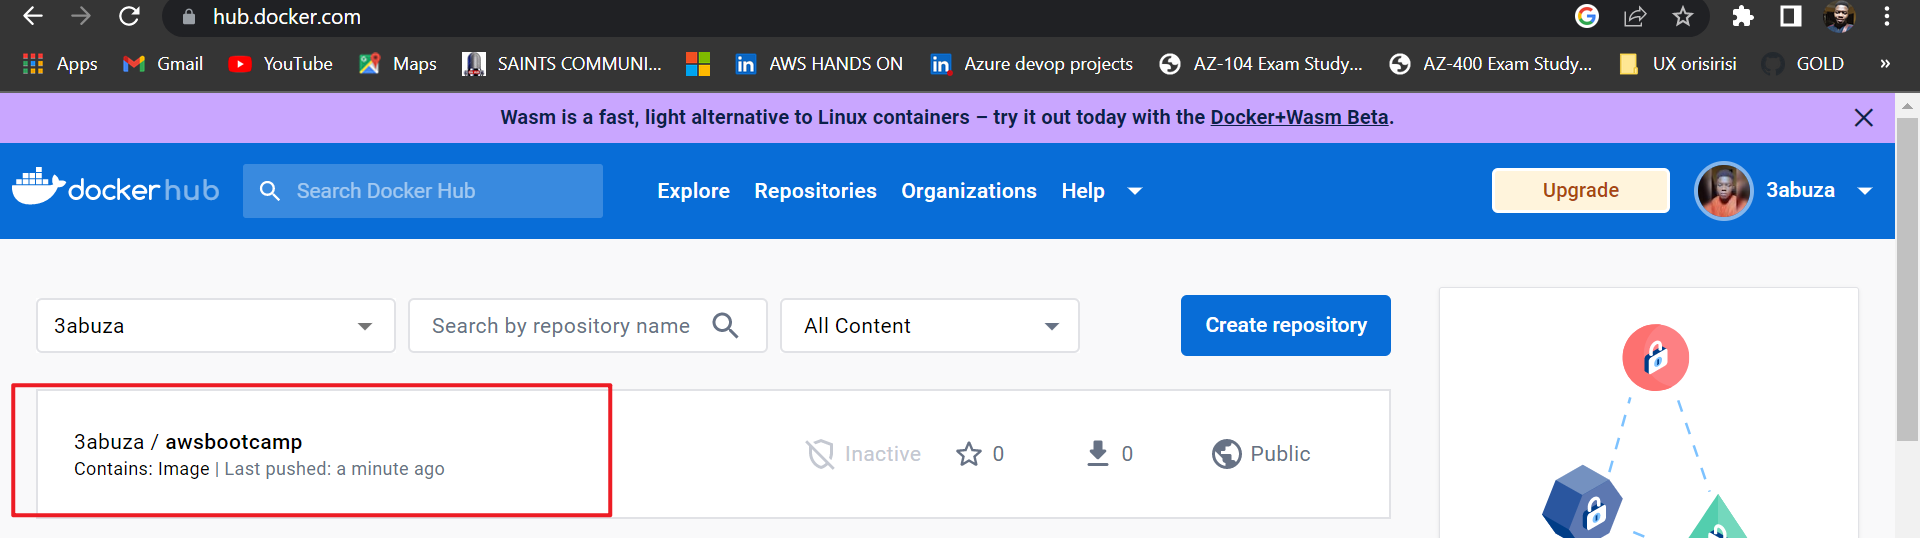 hub.docker.com
Apps Gmail YouTube Maps SAINTS COMMUNI... AWS HANDS ON Azure devop projects AZ-104 Exam Study... AZ-400 Exam Study... UX orisirisi GOLD »
Wasm is a fast, light alternative to Linux containers – try it out today with the Docker+Wasm Beta.
dockerhub Search Docker Hub Explore Repositories Organizations Help Upgrade 3abuza
3abuza Search by repository name All Content Create repository
3abuza / awsbootcamp
Contains: Image | Last pushed: a minute ago
Inactive 0 0 Public